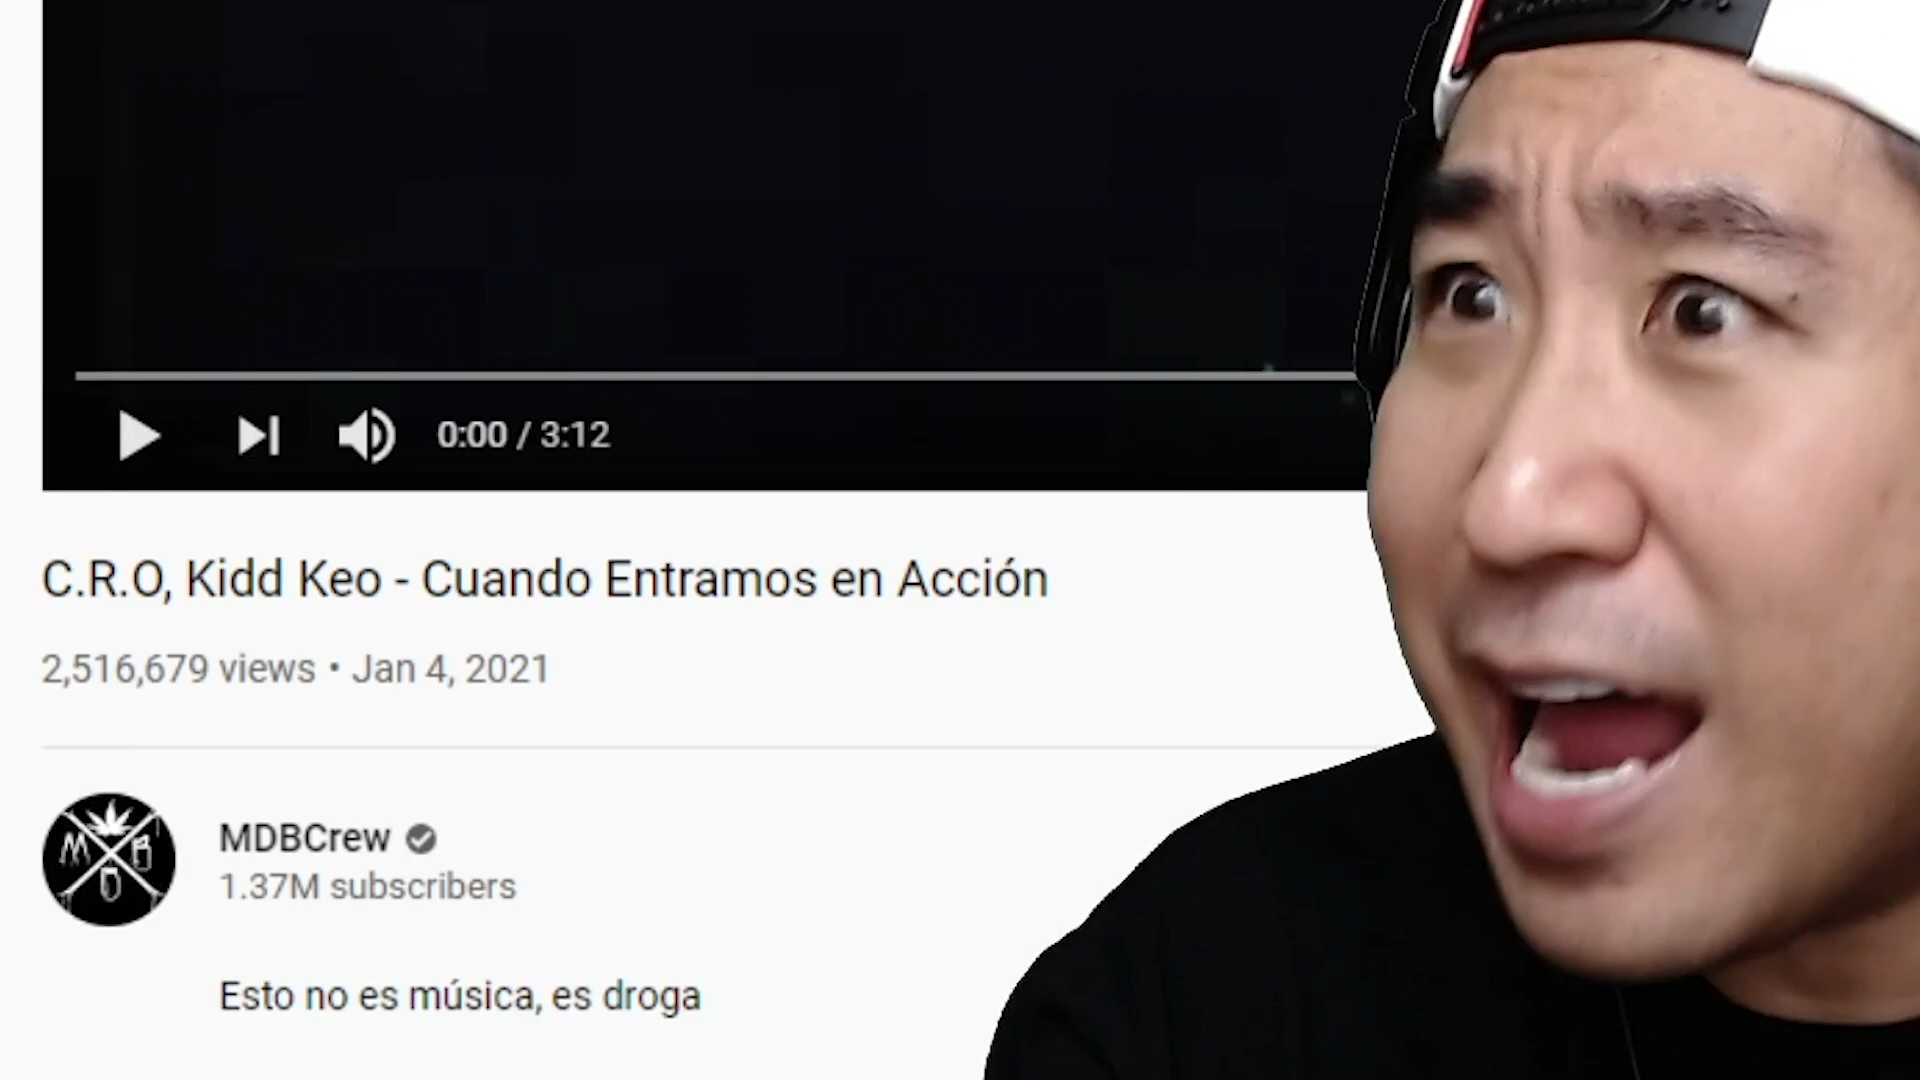 0:00 / 3:12
C.R.O, Kidd Keo - Cuando Entramos en Acción
2,516,679 views • Jan 4, 2021
MDBCrew
1.37M subscribers
Esto no es música, es droga